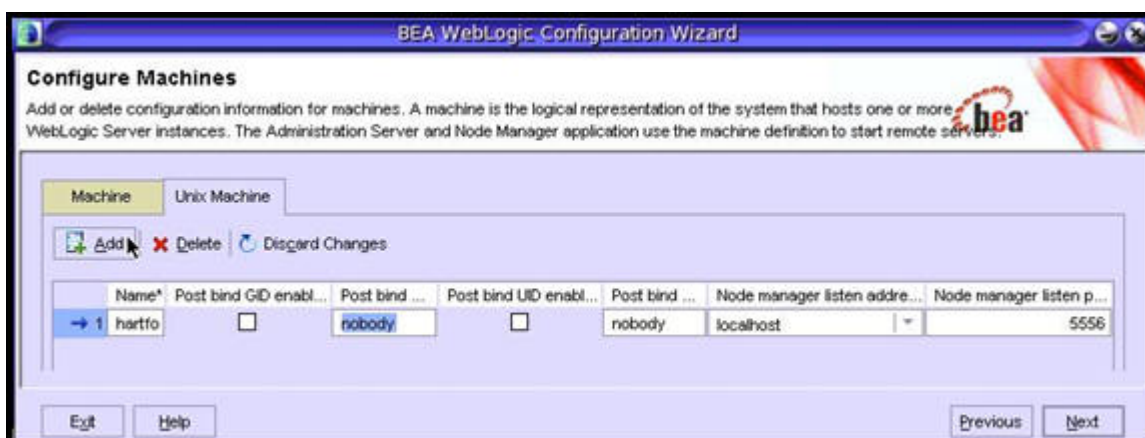 BEA WebLogic Configuration Wizard
Configure Machines
Add or delete configuration information for machines. A machine is the logical representation of the system that hosts one or more
WebLogic Server instances. The Administration Server and Node Manager application use the machine definition to start remote servers.
bea
Machine Unix Machine
Add Delete Discard Changes
Name* Post bind GID enabl... Post bind ... Post bind UID enabl... Post bind ... Node manager listen addre... Node manager listen p...
1 hartfo nobody nobody localhost 5556
Exit Help Previous Next